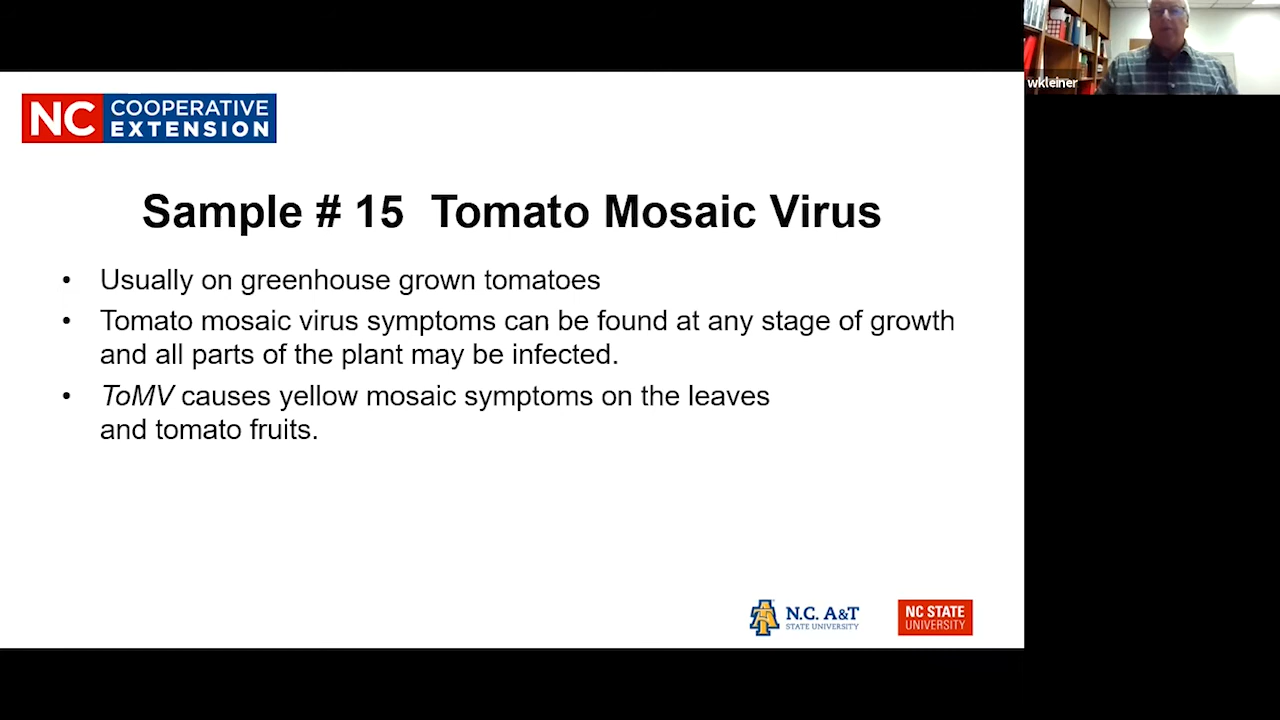 wkleiner
NC COOPERATIVE
EXTENSION
Sample # 15 Tomato Mosaic Virus
• Usually on greenhouse grown tomatoes
• Tomato mosaic virus symptoms can be found at any stage of growth
and all parts of the plant may be infected.
• ToMV causes yellow mosaic symptoms on the leaves
and tomato fruits.
N.C. A&T
STATE UNIVERSITY
NC STATE
UNIVERSITY